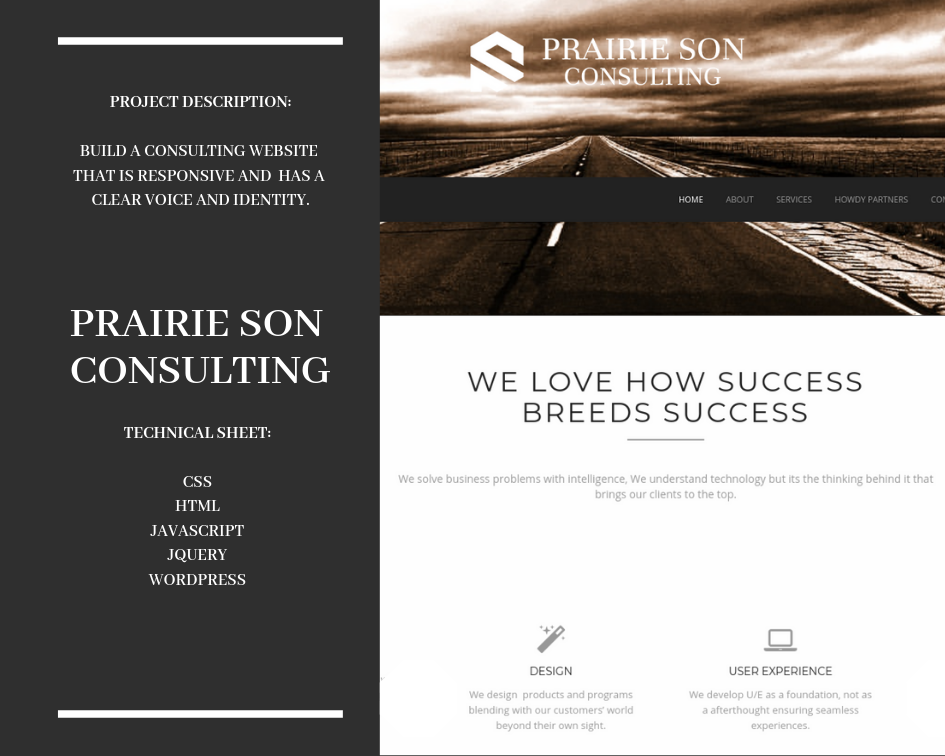 PROJECT DESCRIPTION:
BUILD A CONSULTING WEBSITE
THAT IS RESPONSIVE AND HAS A
CLEAR VOICE AND IDENTITY.
PRAIRIE SON
CONSULTING
TECHNICAL SHEET:
CSS
HTML
JAVASCRIPT
JQUERY
WORDPRESS
PRAIRIE SON
CONSULTING
HOME ABOUT SERVICES HOWDY PARTNERS
WE LOVE HOW SUCCESS
BREEDS SUCCESS
We solve business problems with intelligence, We understand technology but its the thinking behind it that
brings our clients to the top.
DESIGN
We design products and programs
blending with our customers' world
beyond their own sight.
USER EXPERIENCE
We develop U/E as a foundation, not as
a afterthought ensuring seamless
experiences.